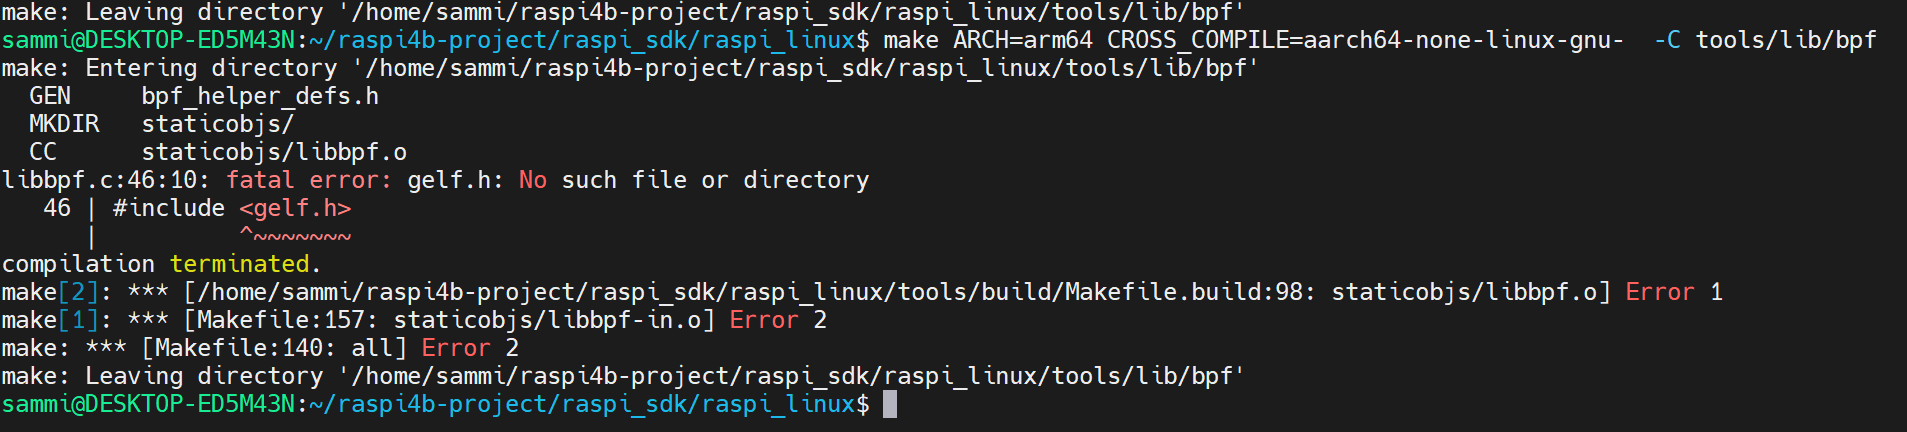 make: Leaving directory '/home/sammi/raspi4b-project/raspi_sdk/raspi_linux/tools/lib/bpf'
sammi@DESKTOP-ED5M43N:~/raspi4b-project/raspi_sdk/raspi_linux$ make ARCH=arm64 CROSS_COMPILE=aarch64-none-linux-gnu-  -C tools/lib/bpf
make: Entering directory '/home/sammi/raspi4b-project/raspi_sdk/raspi_linux/tools/lib/bpf'
  GEN     bpf_helper_defs.h
  MKDIR   staticobjs/
  CC      staticobjs/libbpf.o
libbpf.c:46:10: fatal error: gelf.h: No such file or directory
   46 | #include <gelf.h>
      |          ^~~~~~~~
compilation terminated.
make[2]: *** [/home/sammi/raspi4b-project/raspi_sdk/raspi_linux/tools/build/Makefile.build:98: staticobjs/libbpf.o] Error 1
make[1]: *** [Makefile:157: staticobjs/libbpf-in.o] Error 2
make: *** [Makefile:140: all] Error 2
make: Leaving directory '/home/sammi/raspi4b-project/raspi_sdk/raspi_linux/tools/lib/bpf'
sammi@DESKTOP-ED5M43N:~/raspi4b-project/raspi_sdk/raspi_linux$